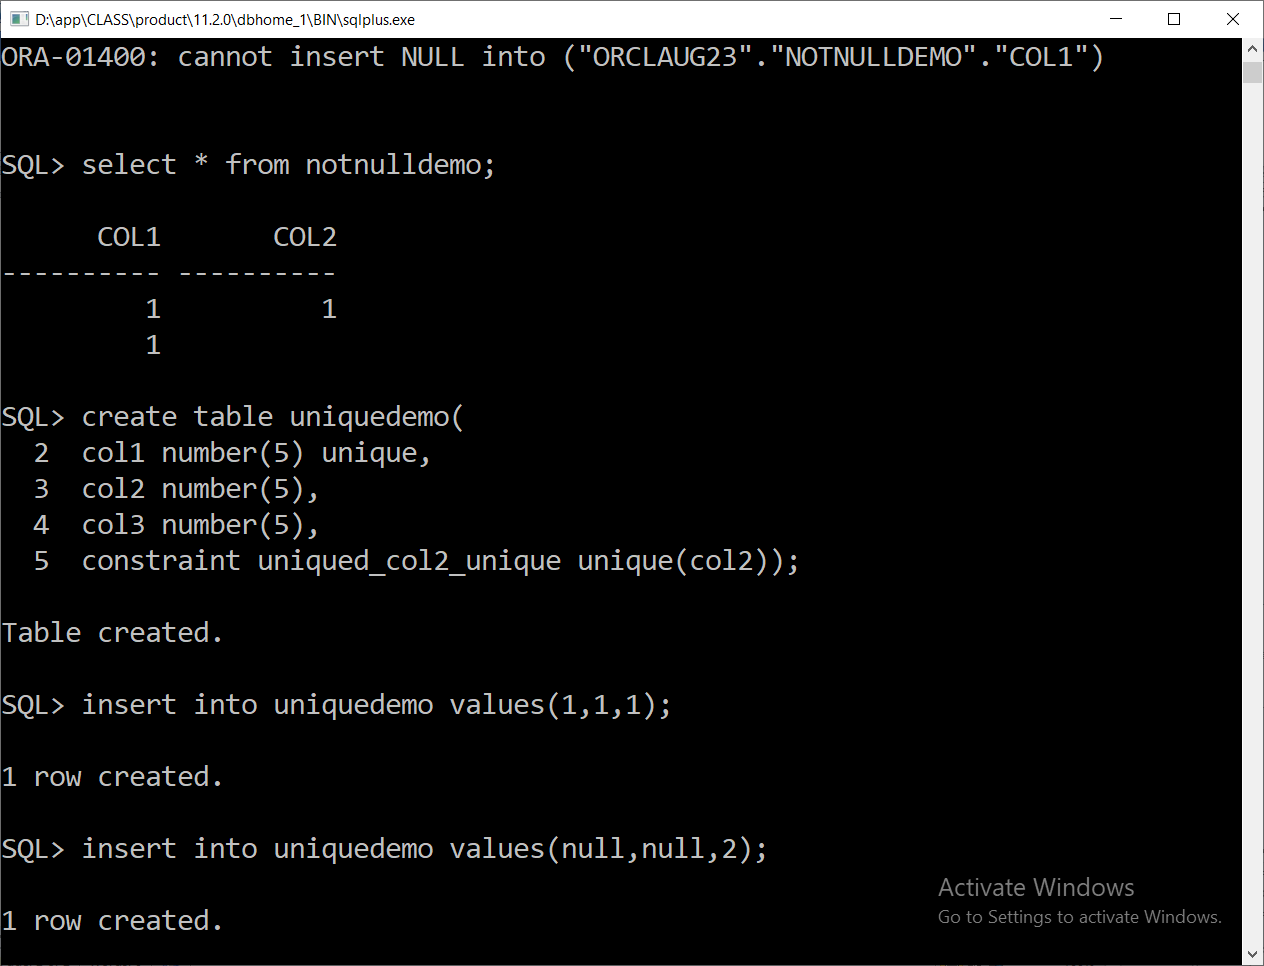 D:\app\CLASS\product\11.2.0\dbhome_1\BIN\sqlplus.exe
ORA-01400: cannot insert NULL into ("ORCLAUG23"."NOTNULLDEMO"."COL1")
SQL> select * from notnulldemo;
COL1 COL2
---------- ----------
1 1
1
SQL> create table uniquedemo(
2 col1 number(5) unique,
3 col2 number(5),
4 col3 number(5),
5 constraint uniqued_col2_unique unique(col2));
Table created.
SQL> insert into uniquedemo values(1,1,1);
1 row created.
SQL> insert into uniquedemo values(null,null,2);
1 row created.
Activate Windows
Go to Settings to activate Windows.